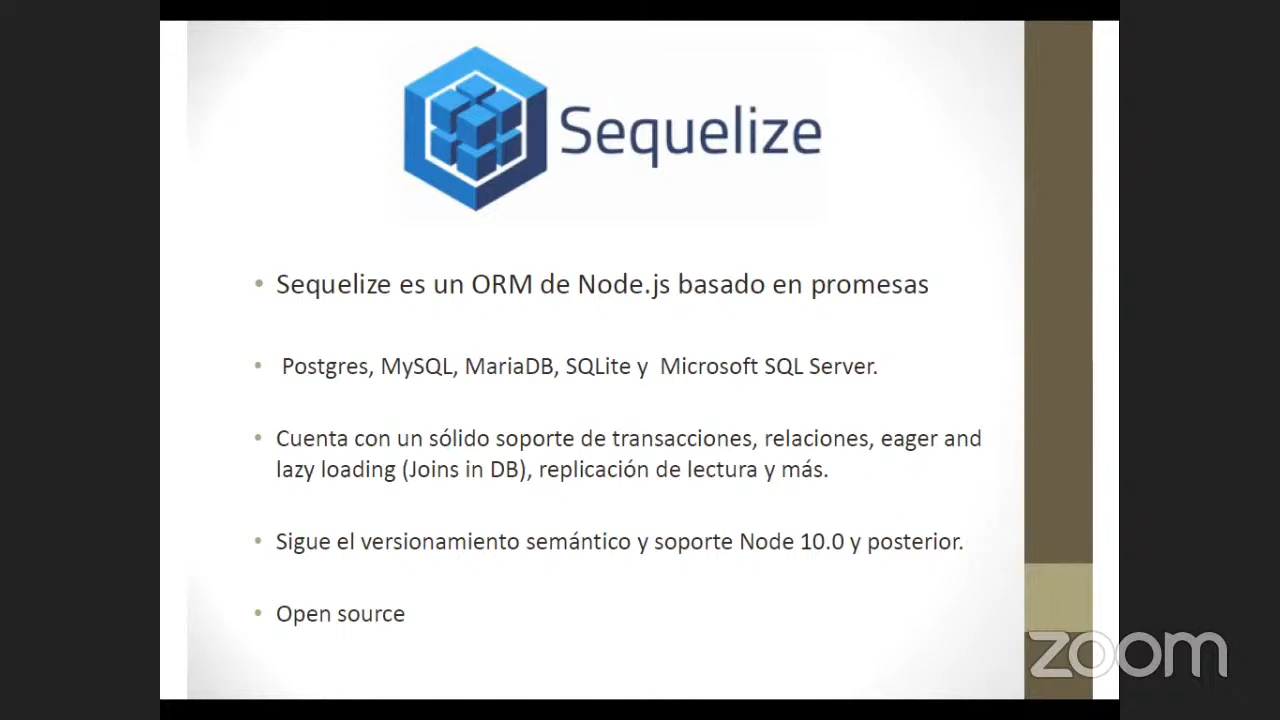 Sequelize
• Sequelize es un ORM de Node.js basado en promesas
• Postgres, MySQL, MariaDB, SQLite y Microsoft SQL Server.
• Cuenta con un sólido soporte de transacciones, relaciones, eager and
lazy loading (Joins in DB), replicación de lectura y más.
• Sigue el versionamiento semántico y soporte Node 10.0 y posterior.
• Open source
zoom